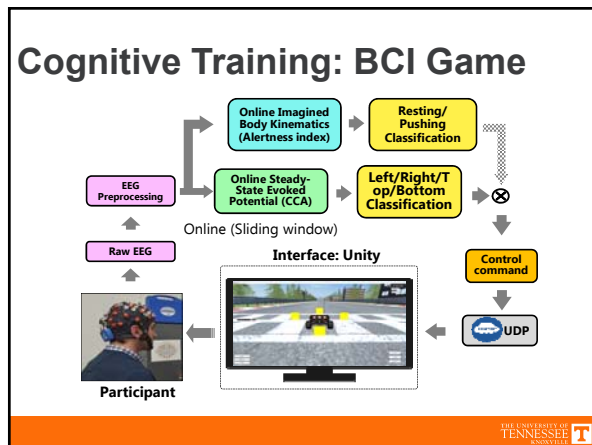 Cognitive Training: BCI Game
Online Imagined
Body Kinematics
(Alertness index)
Resting/
Pushing
Classification
EEG
Preprocessing
Online Steady-
State Evoked
Potential (CCA)
Left/Right/T
op/Bottom
Classification
Online (Sliding window)
Raw EEG
Interface: Unity
Control
command
UDP
Participant
THE UNIVERSITY OF
TENNESSEE T
KNOXVILLE